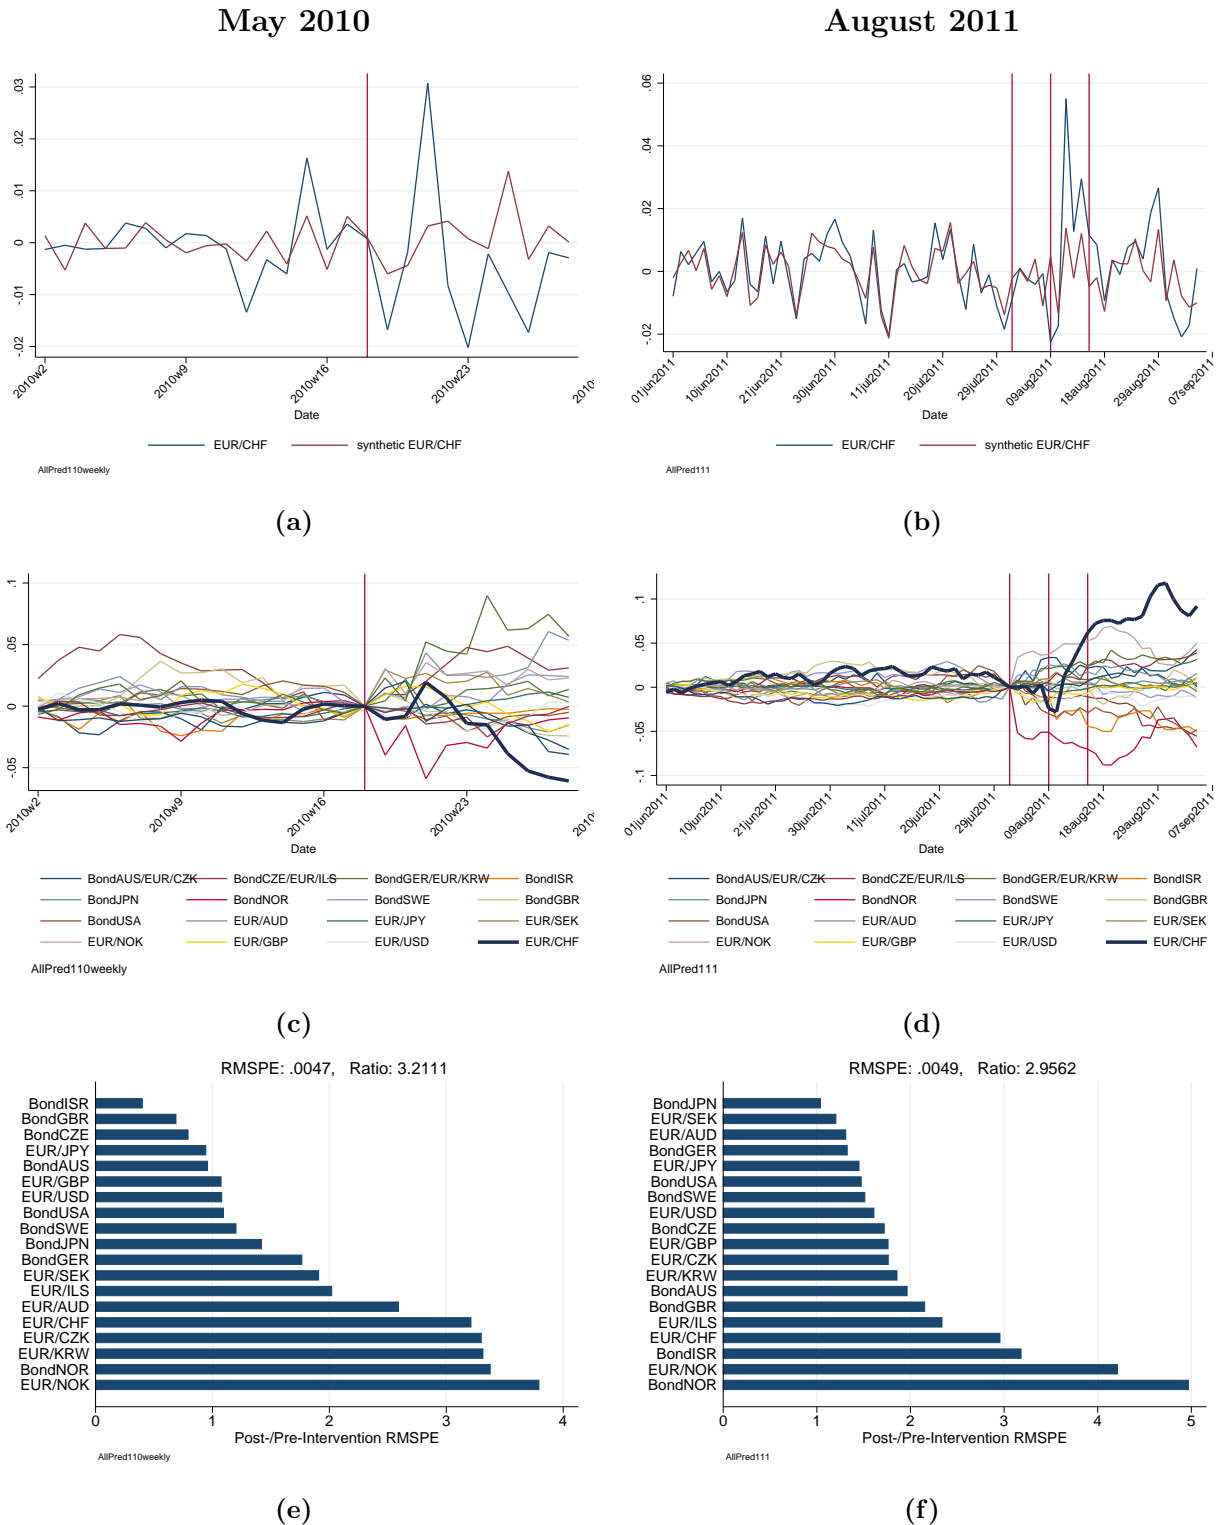 May 2010
August 2011
.03
.02
.01
0
-.01
-.02
2010w2
2010w9
2010w16
2010w23
Date
EUR/CHF
synthetic EUR/CHF
AllPred110weekly
.06
.04
.02
0
-.02
01jun2011
10jun2011
21jun2011
30jun2011
11jul2011
20jul2011
29jul2011
09aug2011
18aug2011
29aug2011
07sep2011
Date
EUR/CHF
synthetic EUR/CHF
AllPred111
(a)
(b)
.1
.05
0
-.05
2010w2
2010w9
2010w16
2010w23
Date
BondAUS/EUR/CZK
BondCZE/EUR/ILS
BondGER/EUR/KRW
BondISR
BondJPN
BondNOR
BondSWE
BondGBR
BondUSA
EUR/AUD
EUR/JPY
EUR/SEK
EUR/NOK
EUR/GBP
EUR/USD
EUR/CHF
AllPred110weekly
.1
.05
0
-.05
-.1
01jun2011
10jun2011
21jun2011
30jun2011
11jul2011
20jul2011
29jul2011
09aug2011
18aug2011
29aug2011
07sep2011
Date
BondAUS/EUR/CZK
BondCZE/EUR/ILS
BondGER/EUR/KRW
BondISR
BondJPN
BondNOR
BondSWE
BondGBR
BondUSA
EUR/AUD
EUR/JPY
EUR/SEK
EUR/NOK
EUR/GBP
EUR/USD
EUR/CHF
AllPred111
(c)
(d)
RMSPE: .0047, Ratio: 3.2111
BondISR
BondGBR
BondCZE
EUR/JPY
BondAUS
EUR/GBP
EUR/USD
BondUSA
BondSWE
BondJPN
BondGER
EUR/SEK
EUR/ILS
EUR/AUD
EUR/CHF
EUR/CZK
EUR/KRW
BondNOR
EUR/NOK
0 1 2 3 4
Post-/Pre-Intervention RMSPE
AllPred110weekly
RMSPE: .0049, Ratio: 2.9562
BondJPN
EUR/SEK
EUR/AUD
BondGER
EUR/JPY
BondUSA
BondSWE
EUR/USD
BondCZE
EUR/GBP
EUR/CZK
EUR/KRW
BondAUS
BondGBR
EUR/ILS
EUR/CHF
BondISR
EUR/NOK
BondNOR
0 1 2 3 4 5
Post-/Pre-Intervention RMSPE
AllPred111
(e)
(f)